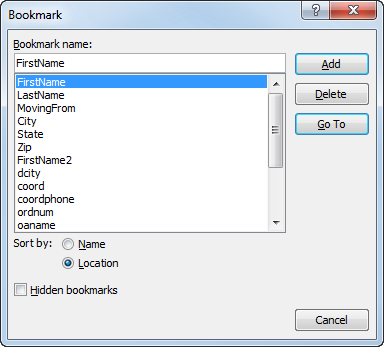 Bookmark
Bookmark name:
FirstName
Add
FirstName
LastName
MovingFrom
City
State
Zip
FirstName2
dcity
coord
coordphone
ordnum
oaname
Delete
Go To
Sort by:
Name
Location
Hidden bookmarks
Cancel